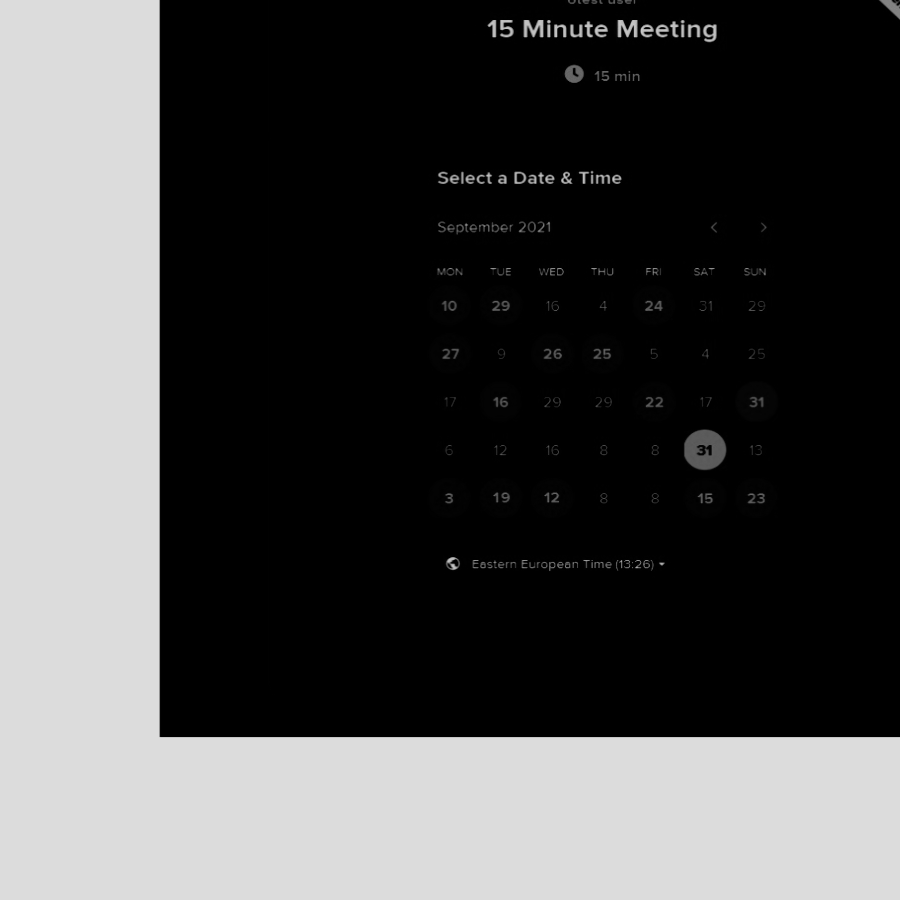 15 Minute Meeting
15 min
Select a Date & Time
September 2021
MON TUE WED THU FRI SAT SUN
10 29 16 4 24 31 29
27 9 26 25 5 4 25
17 16 29 29 22 17 31
6 12 16 8 8 31 13
3 19 12 8 8 15 23
Eastern European Time (13:26)